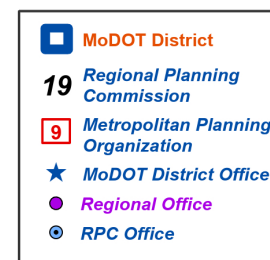 MoDOT District
19 Regional Planning
Commission
9 Metropolitan Planning
Organization
MoDOT District Office
Regional Office
RPC Office